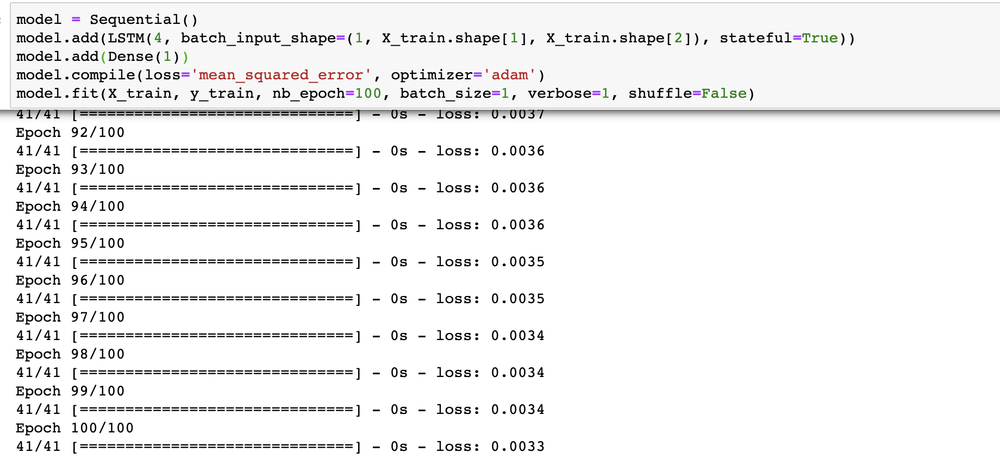 model = Sequential()
model.add(LSTM(4, batch_input_shape=(1, X_train.shape[1], X_train.shape[2]), stateful=True))
model.add(Dense(1))
model.compile(loss='mean_squared_error', optimizer='adam')
model.fit(X_train, y_train, nb_epoch=100, batch_size=1, verbose=1, shuffle=False)
41/41 [==============================] - 0s - loss: 0.0037
Epoch 92/100
41/41 [==============================] - 0s - loss: 0.0036
Epoch 93/100
41/41 [==============================] - 0s - loss: 0.0036
Epoch 94/100
41/41 [==============================] - 0s - loss: 0.0036
Epoch 95/100
41/41 [==============================] - 0s - loss: 0.0035
Epoch 96/100
41/41 [==============================] - 0s - loss: 0.0035
Epoch 97/100
41/41 [==============================] - 0s - loss: 0.0034
Epoch 98/100
41/41 [==============================] - 0s - loss: 0.0034
Epoch 99/100
41/41 [==============================] - 0s - loss: 0.0034
Epoch 100/100
41/41 [==============================] - 0s - loss: 0.0033